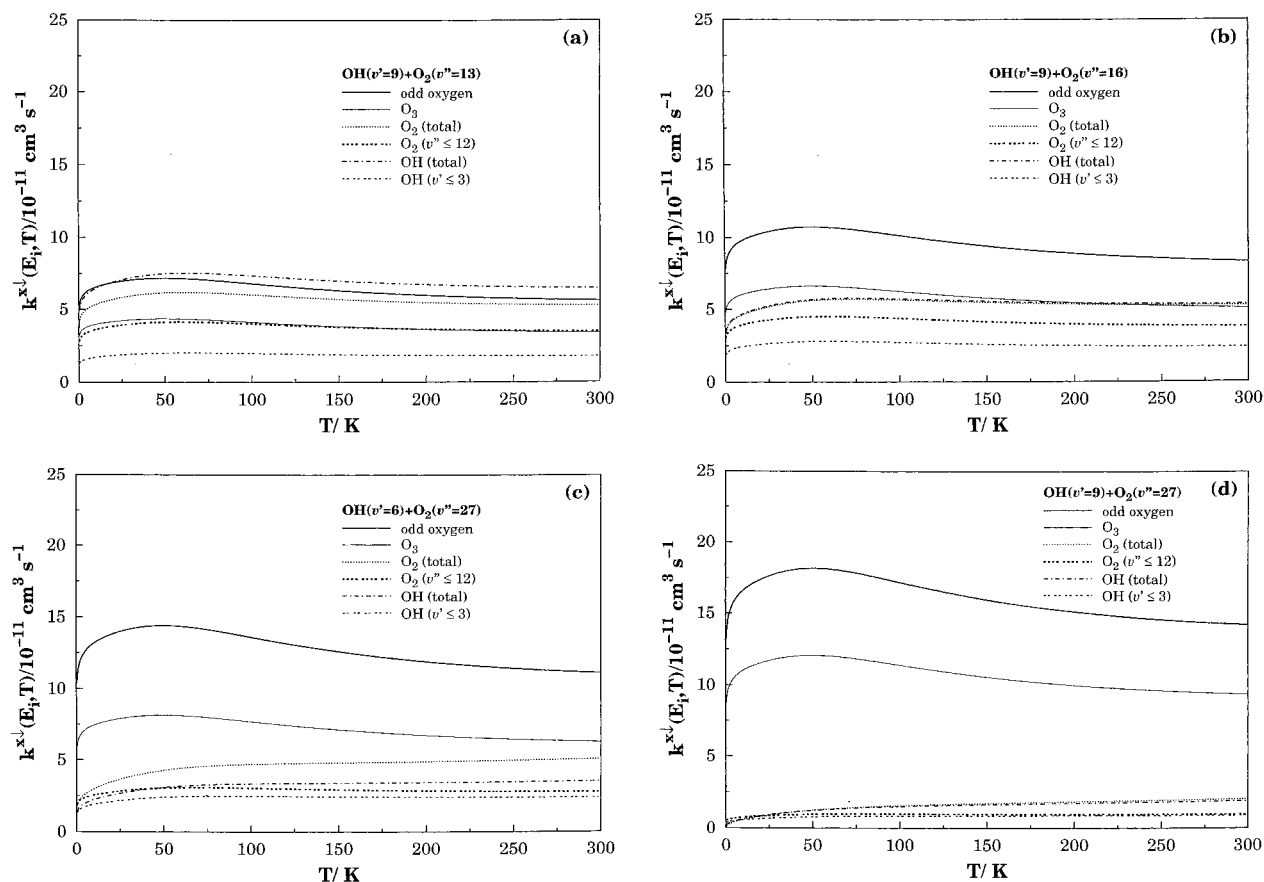 (a)
OH(v'=9)+O₂(v"=13)
odd oxygen
O₃
O₂ (total)
O₂ (v" ≤ 12)
OH (total)
OH (v' ≤ 3)
kˣ↓(Eᵢ,T)/10⁻¹¹ cm³ s⁻¹
25
20
15
10
5
0
0 50 100 150 200 250 300
T/ K
(b)
OH(v'=9)+O₂(v"=16)
odd oxygen
O₃
O₂ (total)
O₂ (v" ≤ 12)
OH (total)
OH (v' ≤ 3)
kˣ↓(Eᵢ,T)/10⁻¹¹ cm³ s⁻¹
25
20
15
10
5
0
0 50 100 150 200 250 300
T/ K
(c)
OH(v'=6)+O₂(v"=27)
odd oxygen
O₃
O₂ (total)
O₂ (v" ≤ 12)
OH (total)
OH (v' ≤ 3)
kˣ↓(Eᵢ,T)/10⁻¹¹ cm³ s⁻¹
25
20
15
10
5
0
0 50 100 150 200 250 300
T/ K
(d)
OH(v'=9)+O₂(v"=27)
odd oxygen
O₃
O₂ (total)
O₂ (v" ≤ 12)
OH (total)
OH (v' ≤ 3)
kˣ↓(Eᵢ,T)/10⁻¹¹ cm³ s⁻¹
25
20
15
10
5
0
0 50 100 150 200 250 300
T/ K